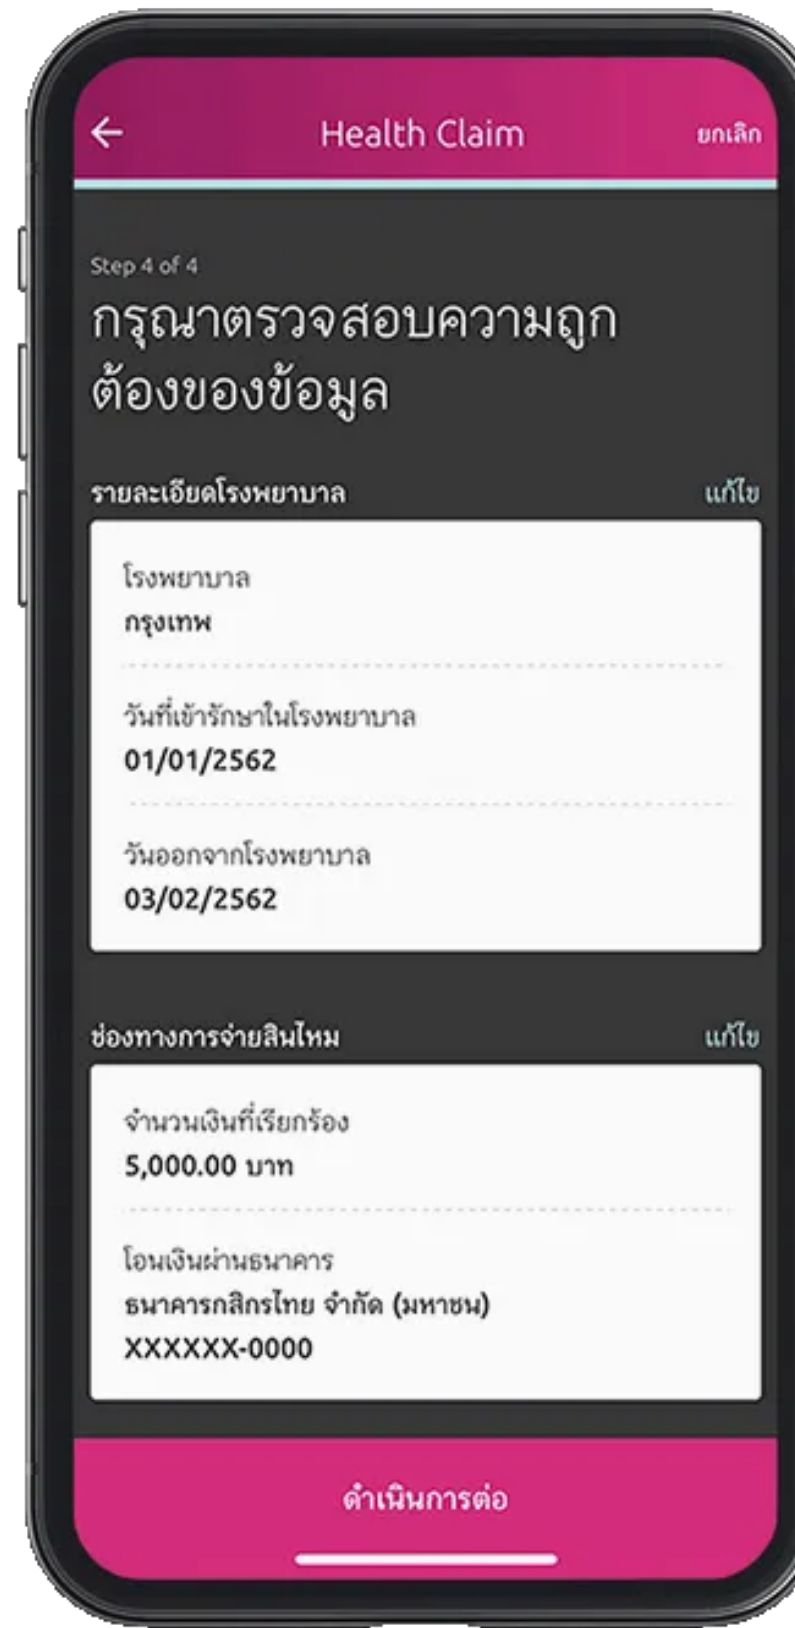 Health Claim
ยกเลิก
Step 4 of 4
กรุณาตรวจสอบความถูก
ต้องของข้อมูล
รายละเอียดโรงพยาบาล
แก้ไข
โรงพยาบาล
กรุงเทพ
วันที่เข้ารักษาในโรงพยาบาล
01/01/2562
วันออกจากโรงพยาบาล
03/02/2562
ช่องทางการจ่ายสินไหม
แก้ไข
จำนวนเงินที่เรียกร้อง
5,000.00 บาท
โอนเงินผ่านธนาคาร
ธนาคารกสิกรไทย จำกัด (มหาชน)
XXXXXX-0000
ดำเนินการต่อ